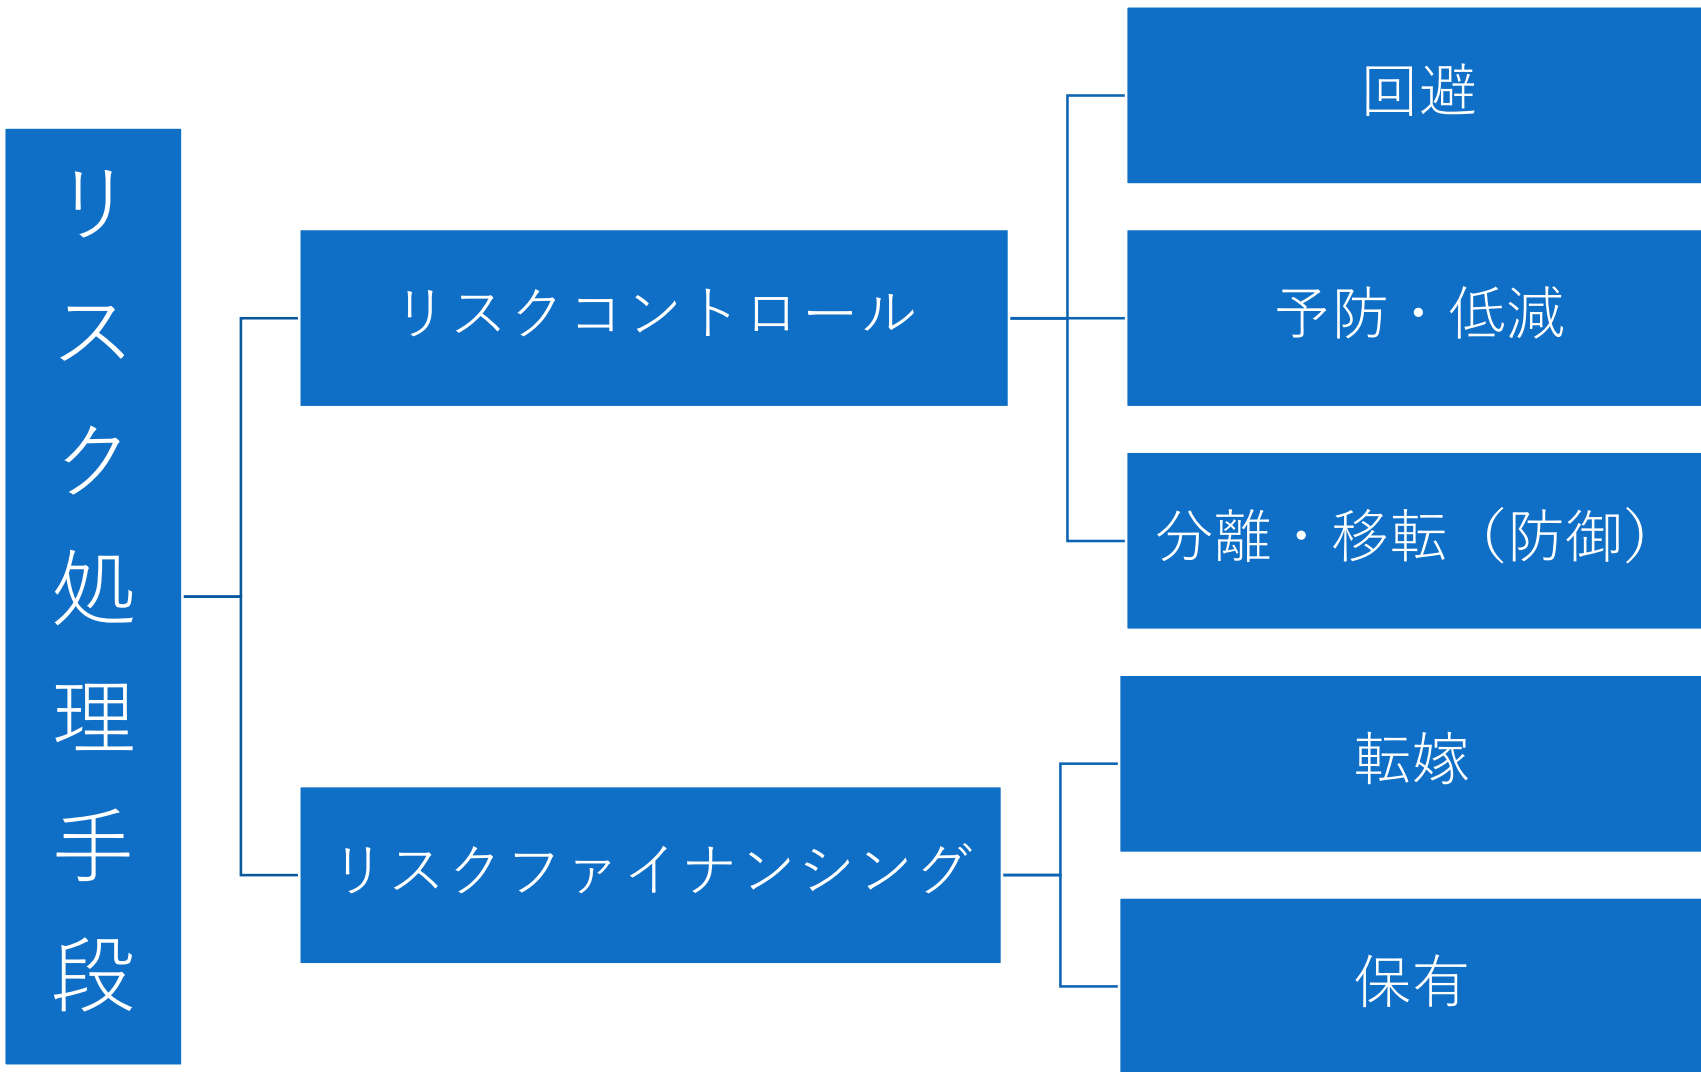 リスク処理手段
リスクコントロール
回避
予防・低減
分離・移転（防御）
リスクファイナンシング
転嫁
保有